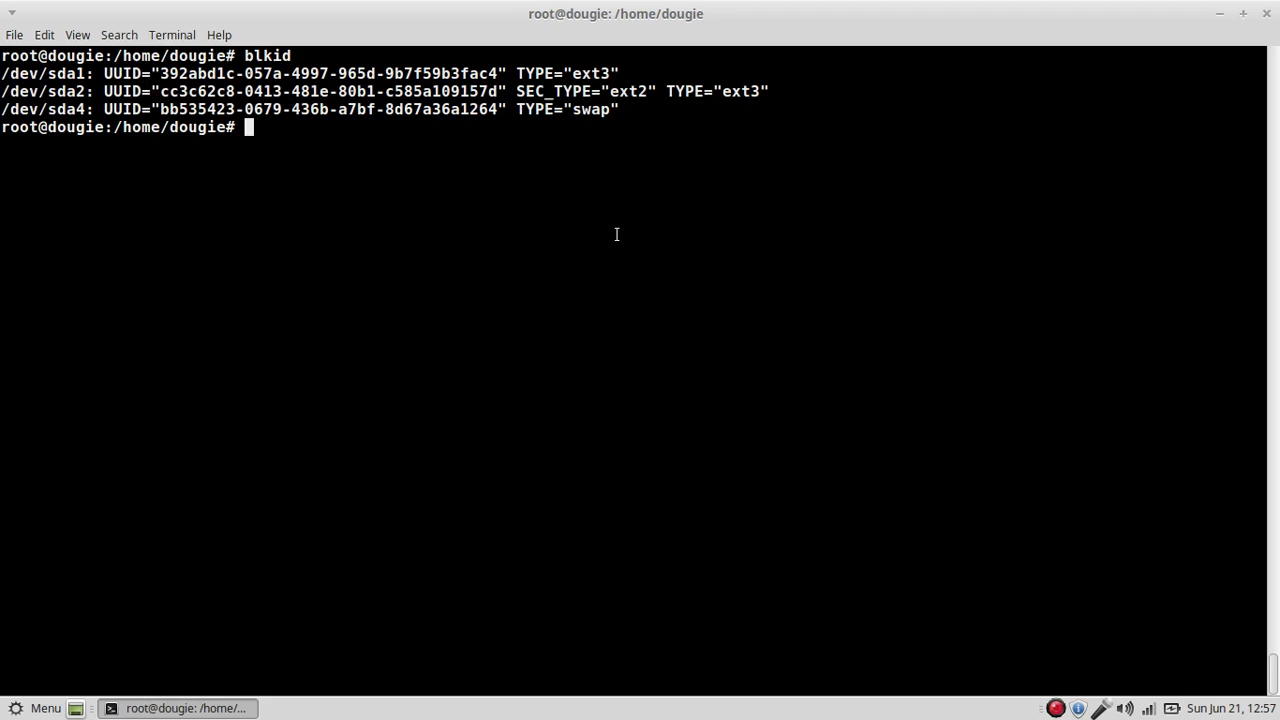 root@dougie: /home/dougie
File Edit View Search Terminal Help
root@dougie:/home/dougie# blkid
/dev/sda1: UUID="392abd1c-057a-4997-965d-9b7f59b3fac4" TYPE="ext3"
/dev/sda2: UUID="cc3c62c8-0413-481e-80b1-c585a109157d" SEC_TYPE="ext2" TYPE="ext3"
/dev/sda4: UUID="bb535423-0679-436b-a7bf-8d67a36a1264" TYPE="swap"
root@dougie:/home/dougie#
Menu root@dougie: /home/... Sun Jun 21, 12:57